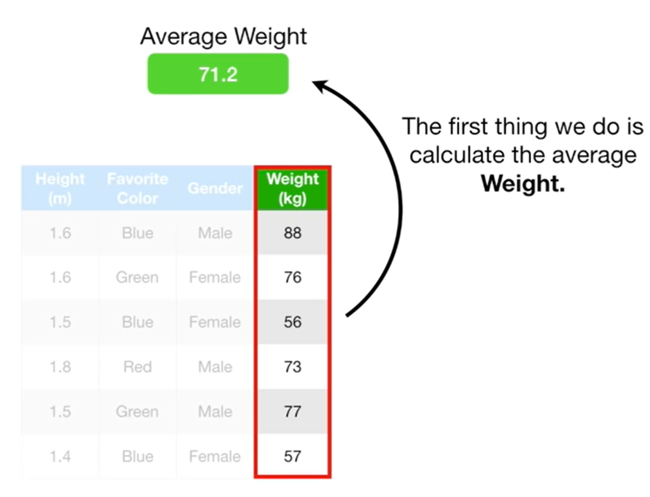 Average Weight
71.2
The first thing we do is
calculate the average
Weight.
Height (m) Favorite Color Gender Weight (kg)
1.6 Blue Male 88
1.6 Green Female 76
1.5 Blue Female 56
1.8 Red Male 73
1.5 Green Male 77
1.4 Blue Female 57